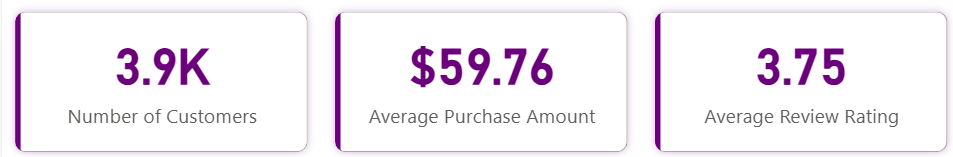 3.9K
Number of Customers
$59.76
Average Purchase Amount
3.75
Average Review Rating